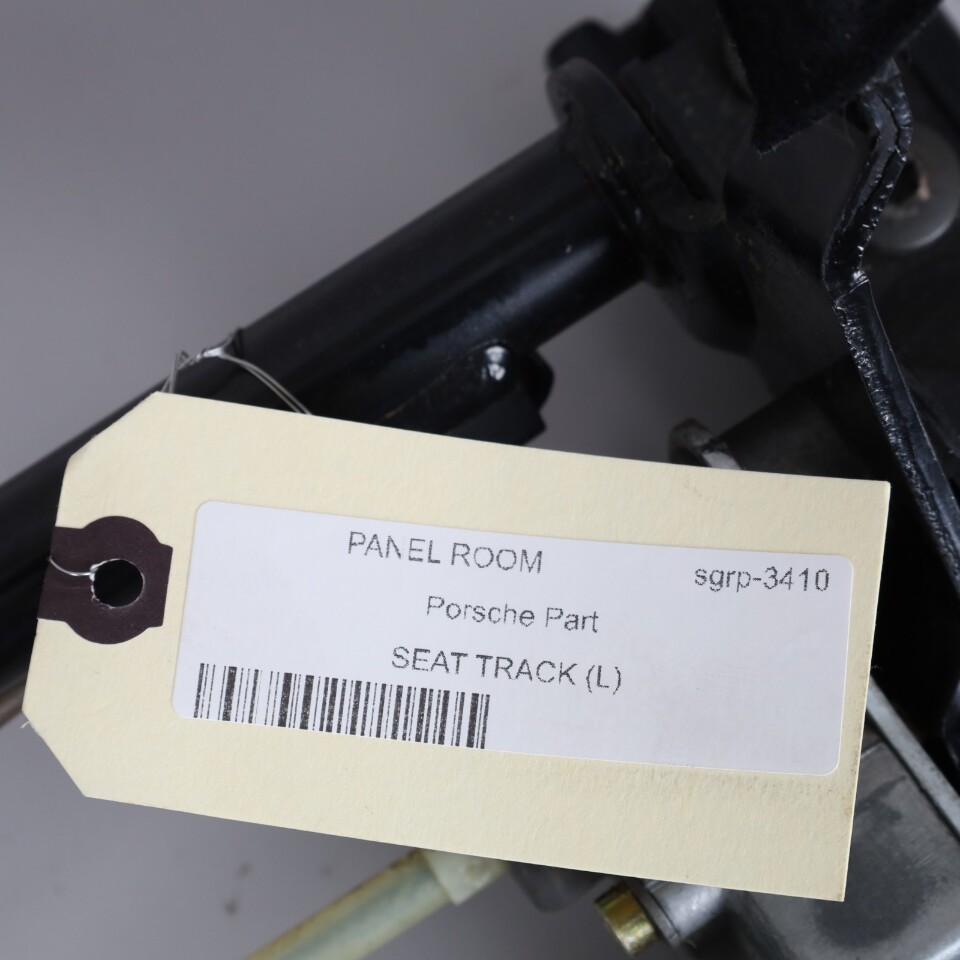 PANEL ROOM
sgrp-3410
Porsche Part
SEAT TRACK (L)